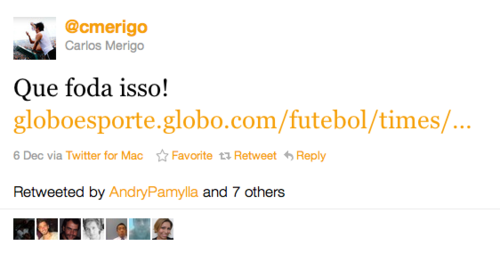 @cmerigo
Carlos Merigo
Que foda isso!
globoesporte.globo.com/futebol/times/...
6 Dec via Twitter for Mac Favorite Retweet Reply
Retweeted by AndryPamylla and 7 others